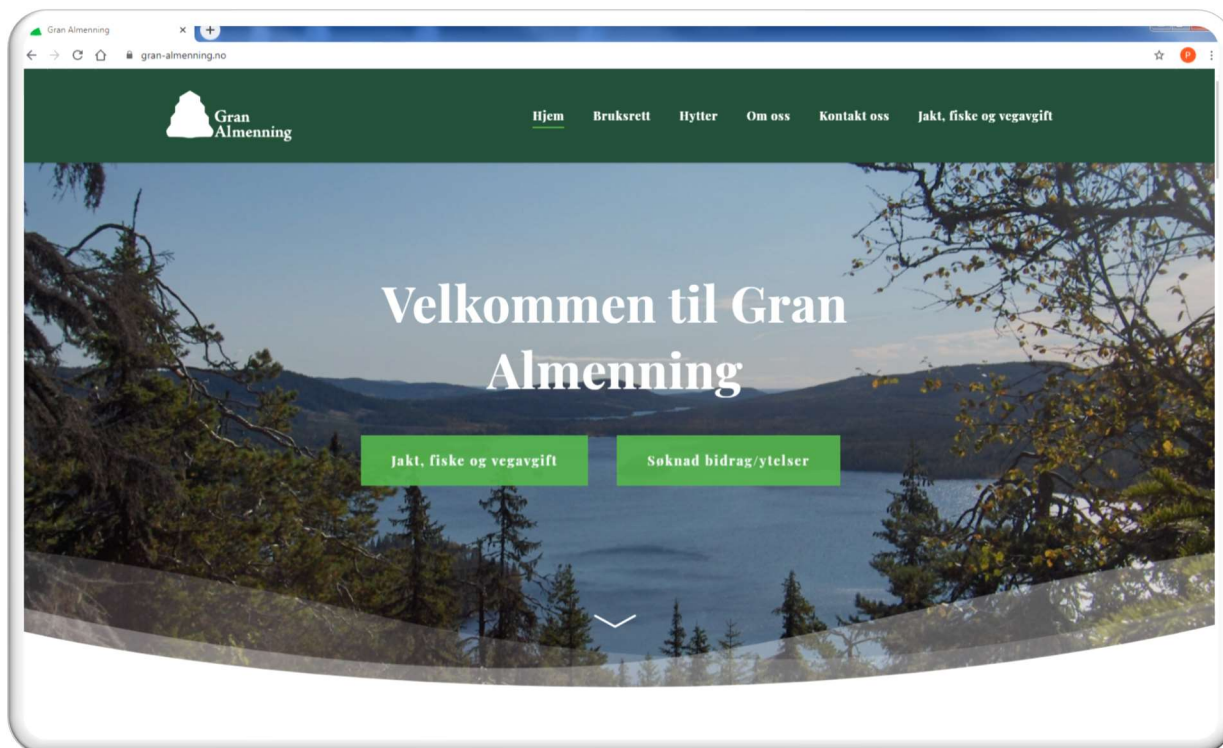 Gran Almenning
gran-almenning.no
P
Gran
Almenning
Hjem Bruksrett Hytter Om oss Kontakt oss Jakt, fiske og vegavgift
Velkommen til Gran
Almenning
Jakt, fiske og vegavgift
Søknad bidrag/ytelser